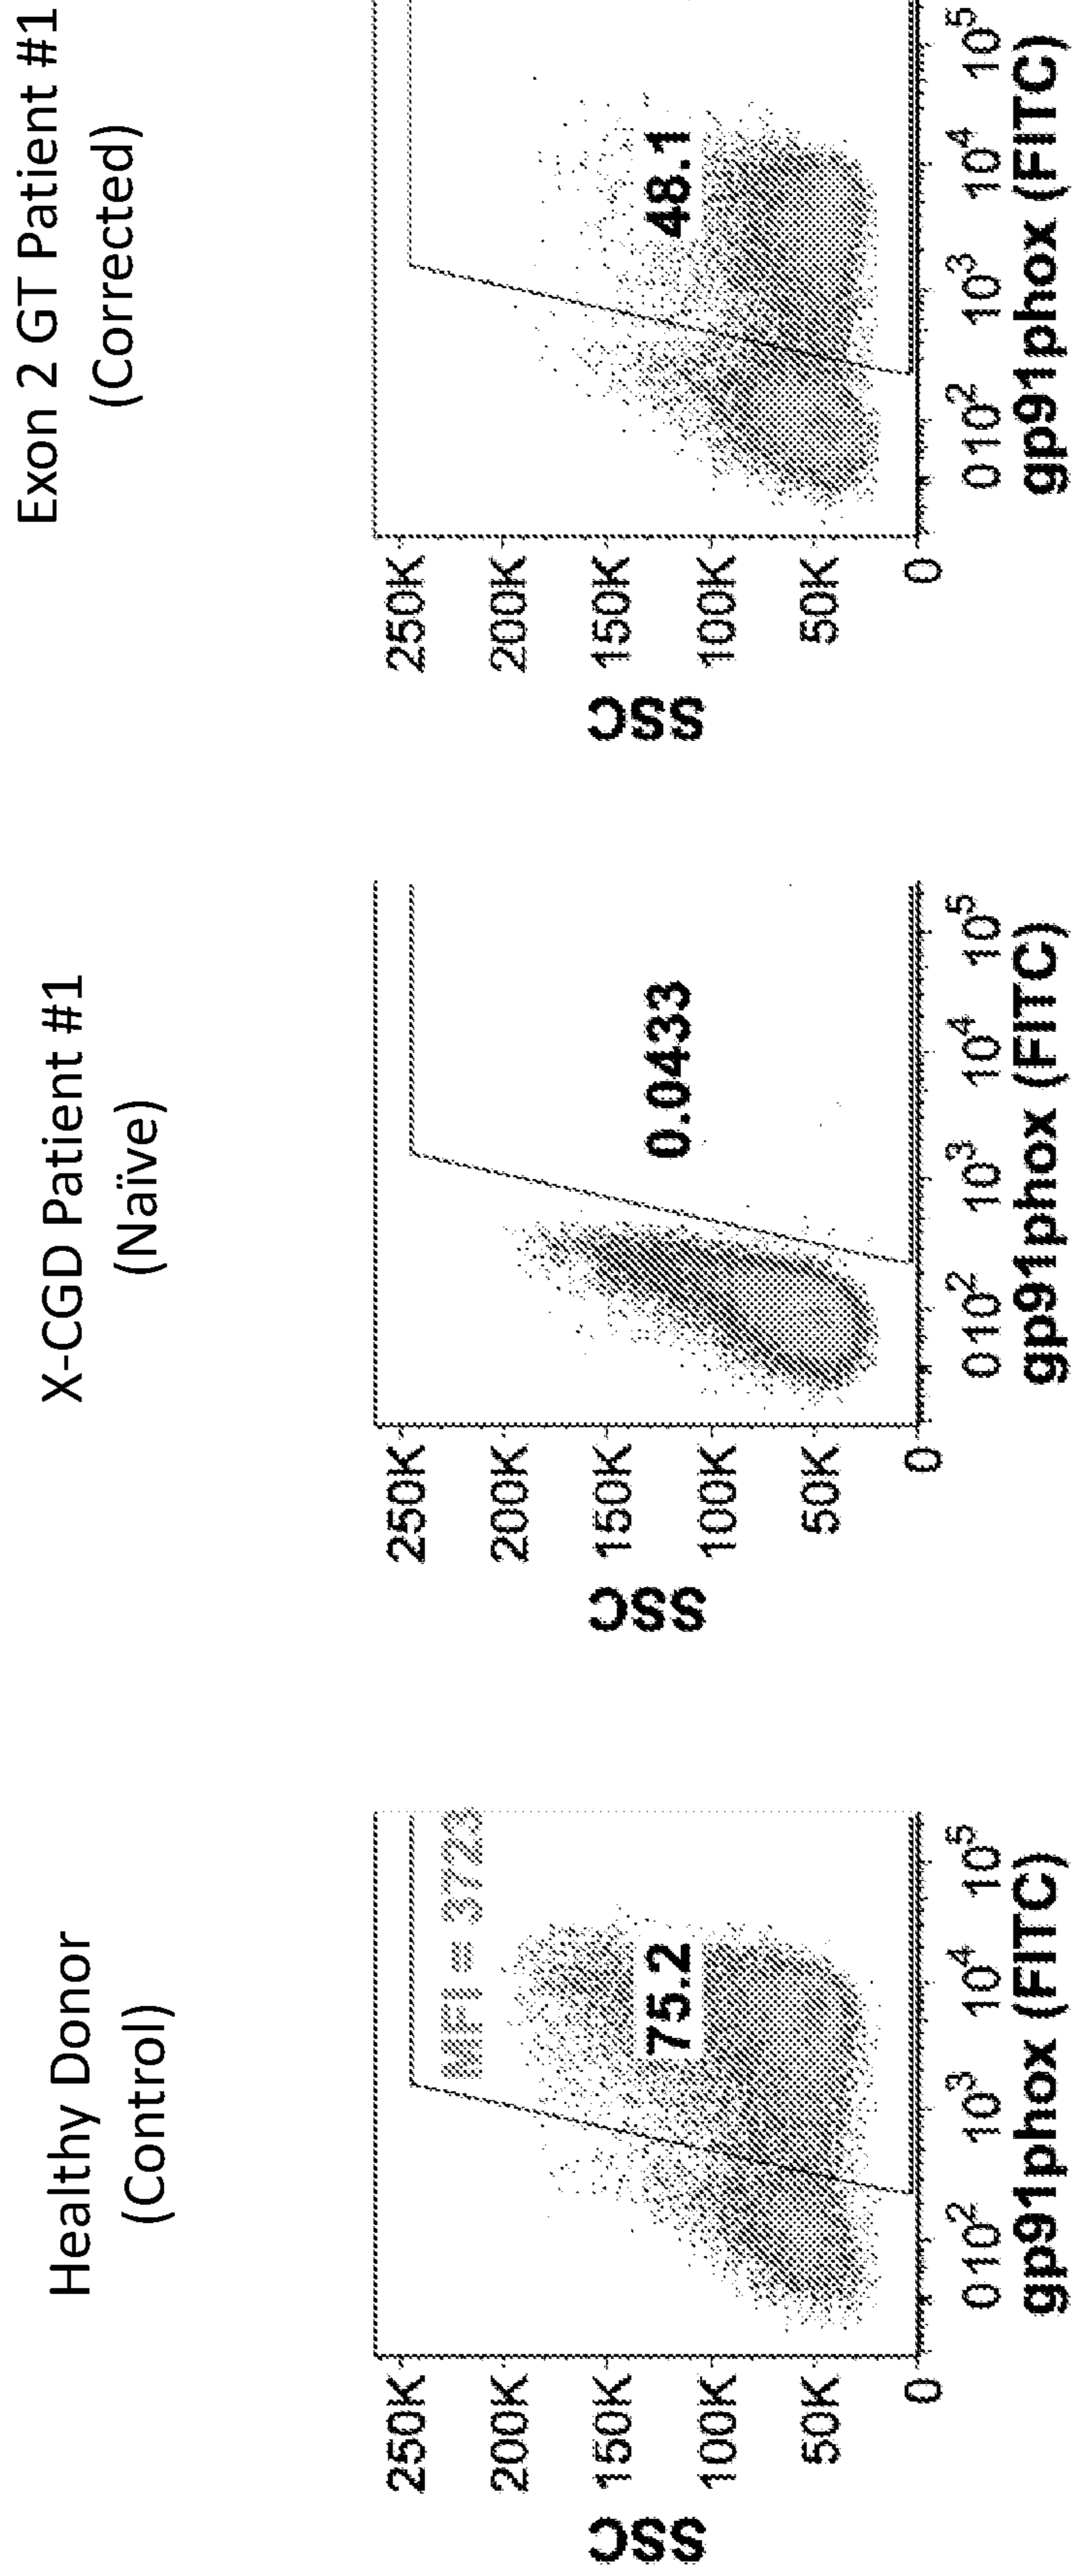 Healthy Donor
(Control)
MFI = 3723
75.2
250K
200K
150K
100K
50K
0
SSC
0 10² 10³ 10⁴ 10⁵
gp91phox (FITC)
X-CGD Patient #1
(Naïve)
0.0433
250K
200K
150K
100K
50K
0
SSC
0 10² 10³ 10⁴ 10⁵
gp91phox (FITC)
Exon 2 GT Patient #1
(Corrected)
48.1
250K
200K
150K
100K
50K
0
SSC
0 10² 10³ 10⁴ 10⁵
gp91phox (FITC)